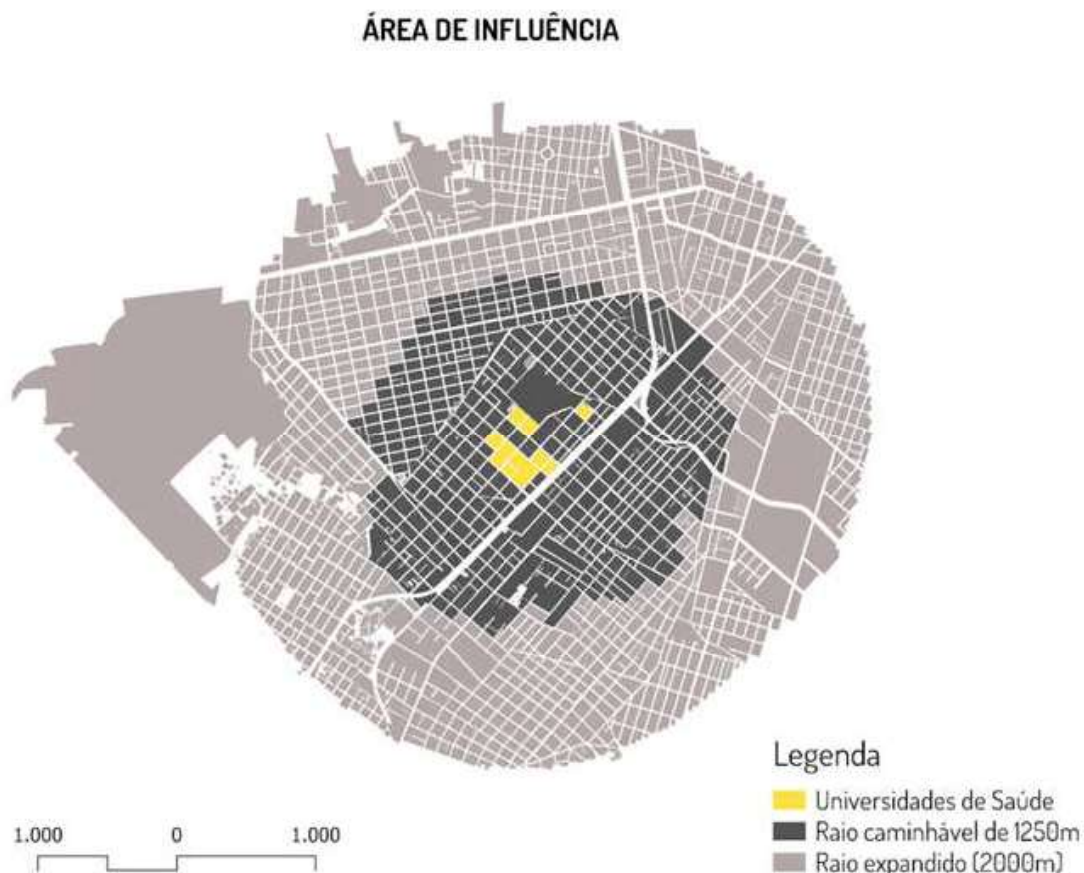 ÁREA DE INFLUÊNCIA
Legenda
Universidades de Saúde
Raio caminhável de 1250m
Raio expandido (2000m)
1.000 0 1.000